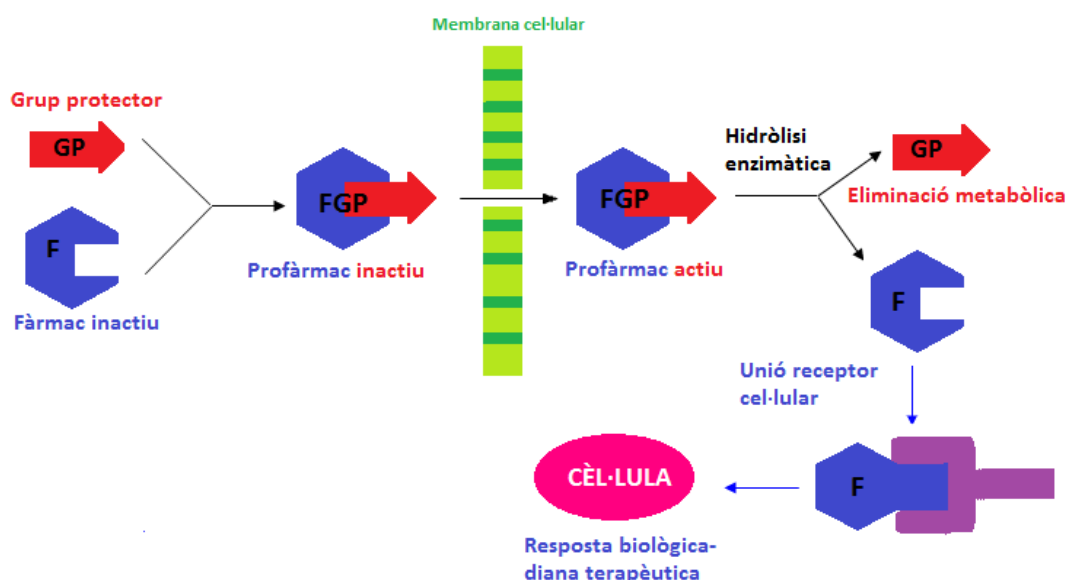 Membrana cel·lular
Grup protector
GP
F
Fàrmac inactiu
FGP
Profàrmac inactiu
FGP
Profàrmac actiu
Hidròlisi
enzimàtica
GP
Eliminació metabòlica
F
Unió receptor
cel·lular
F
CÈL·LULA
Resposta biològica-
diana terapèutica